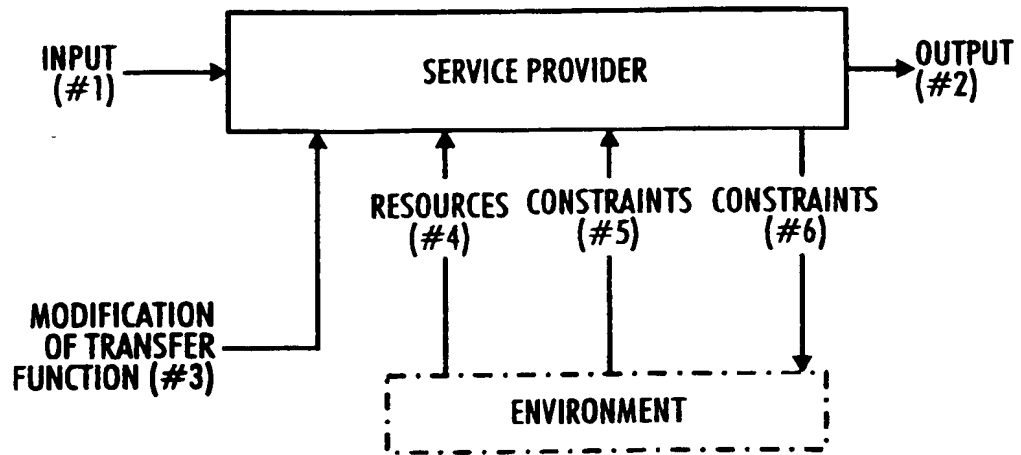 INPUT
(#1)
SERVICE PROVIDER
OUTPUT
(#2)
RESOURCES
(#4)
CONSTRAINTS
(#5)
CONSTRAINTS
(#6)
MODIFICATION
OF TRANSFER
FUNCTION (#3)
ENVIRONMENT